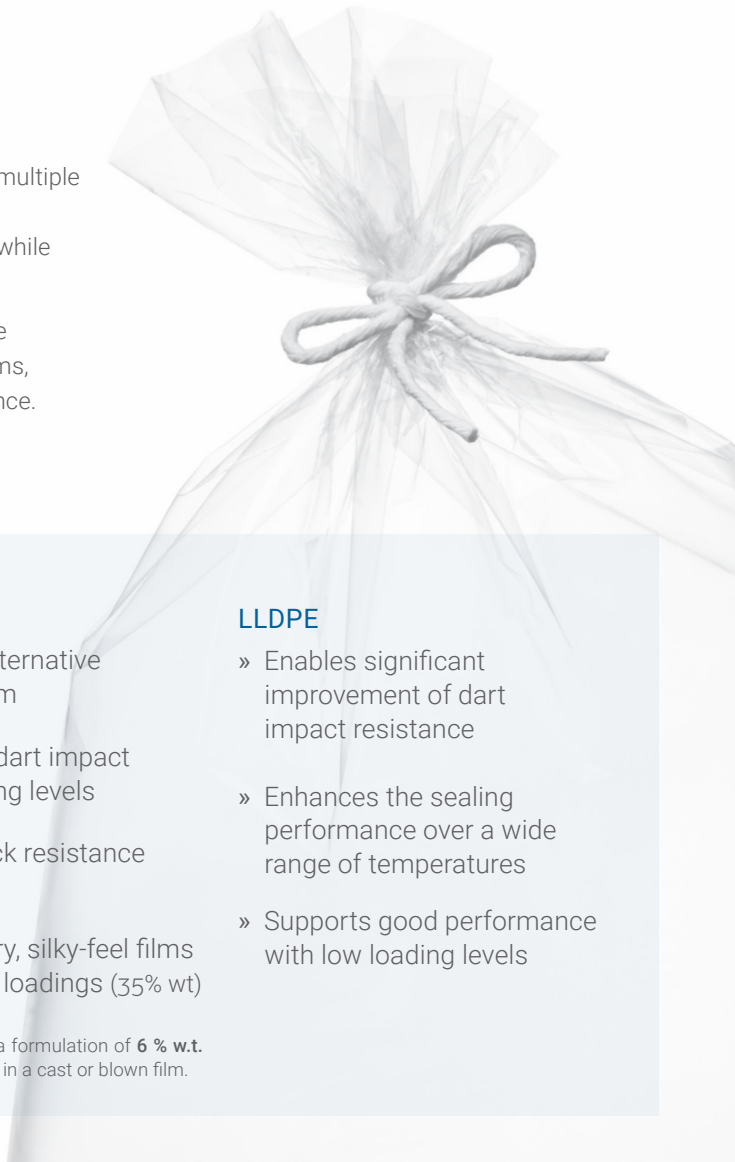 multiple
while
e
ms,
nce.
ternative
m
dart impact
ng levels
ck resistance
ry, silky-feel films
loadings (35% wt)
a formulation of 6 % w.t.
in a cast or blown film.
LLDPE
» Enables significant
improvement of dart
impact resistance
» Enhances the sealing
performance over a wide
range of temperatures
» Supports good performance
with low loading levels